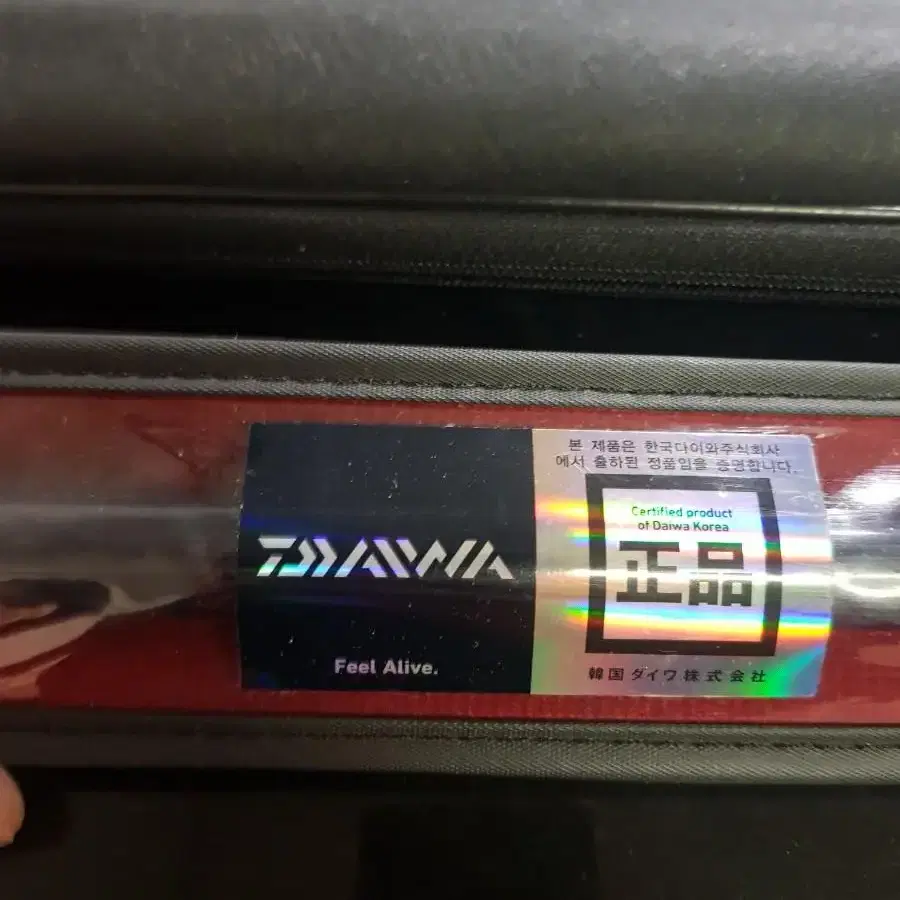 DAIWA
Feel Alive.
본 제품은 한국다이와주식회사
에서 출하된 정품임을 증명합니다.
Certified product
of Daiwa Korea
正品
韓国ダイワ株式会社